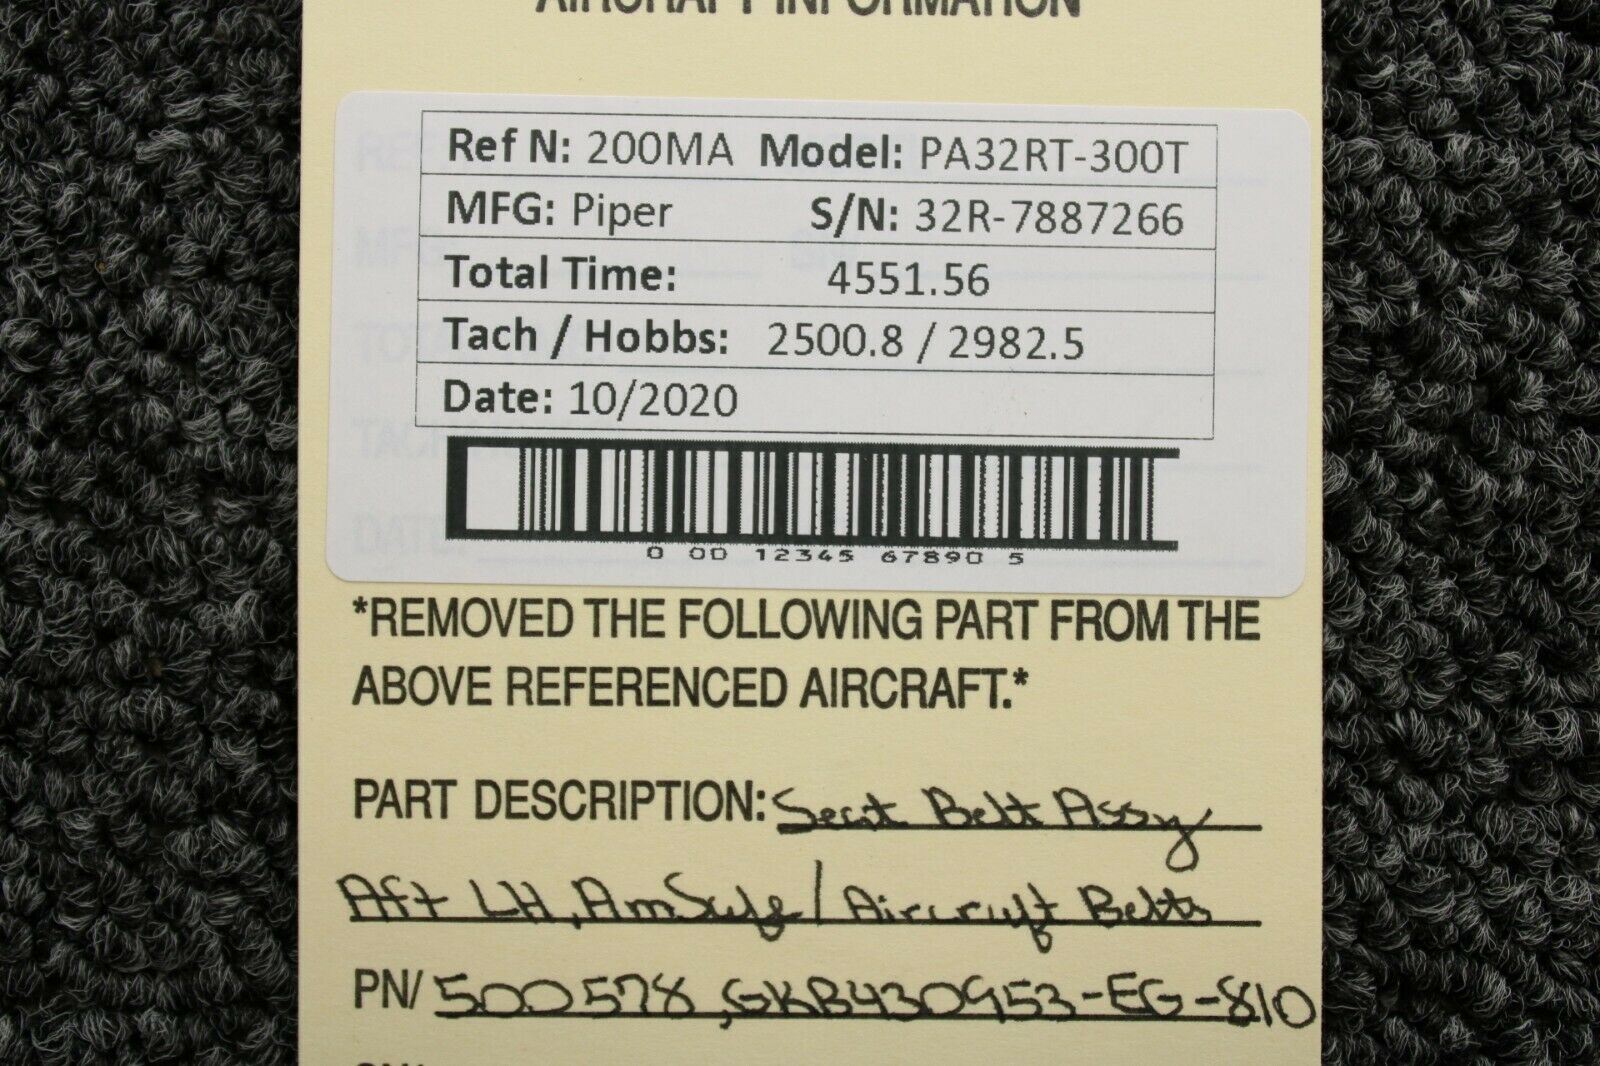 AIRCRAFT INFORMATION
Ref N: 200MA Model: PA32RT-300T
MFG: Piper S/N: 32R-7887266
Total Time: 4551.56
Tach / Hobbs: 2500.8 / 2982.5
Date: 10/2020
0 00 12345 67890 5
*REMOVED THE FOLLOWING PART FROM THE
ABOVE REFERENCED AIRCRAFT.*
PART DESCRIPTION: Seat Belt Assy
Aft LH, AmSafe / Aircraft Belts
PN/ 500578, GKB430953-EG-810